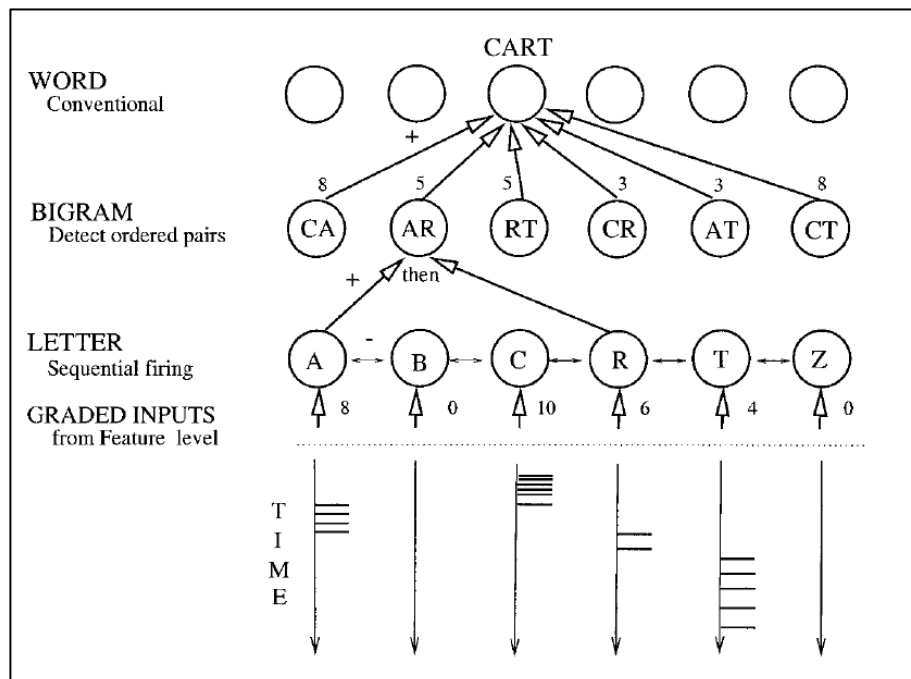 CART
WORD
Conventional
+
8 5 5 3 3 8
BIGRAM
Detect ordered pairs
CA AR RT CR AT CT
+ then
LETTER
Sequential firing
-
A B C R T Z
GRADED INPUTS
from Feature level
8 0 10 6 4 0
T
I
M
E